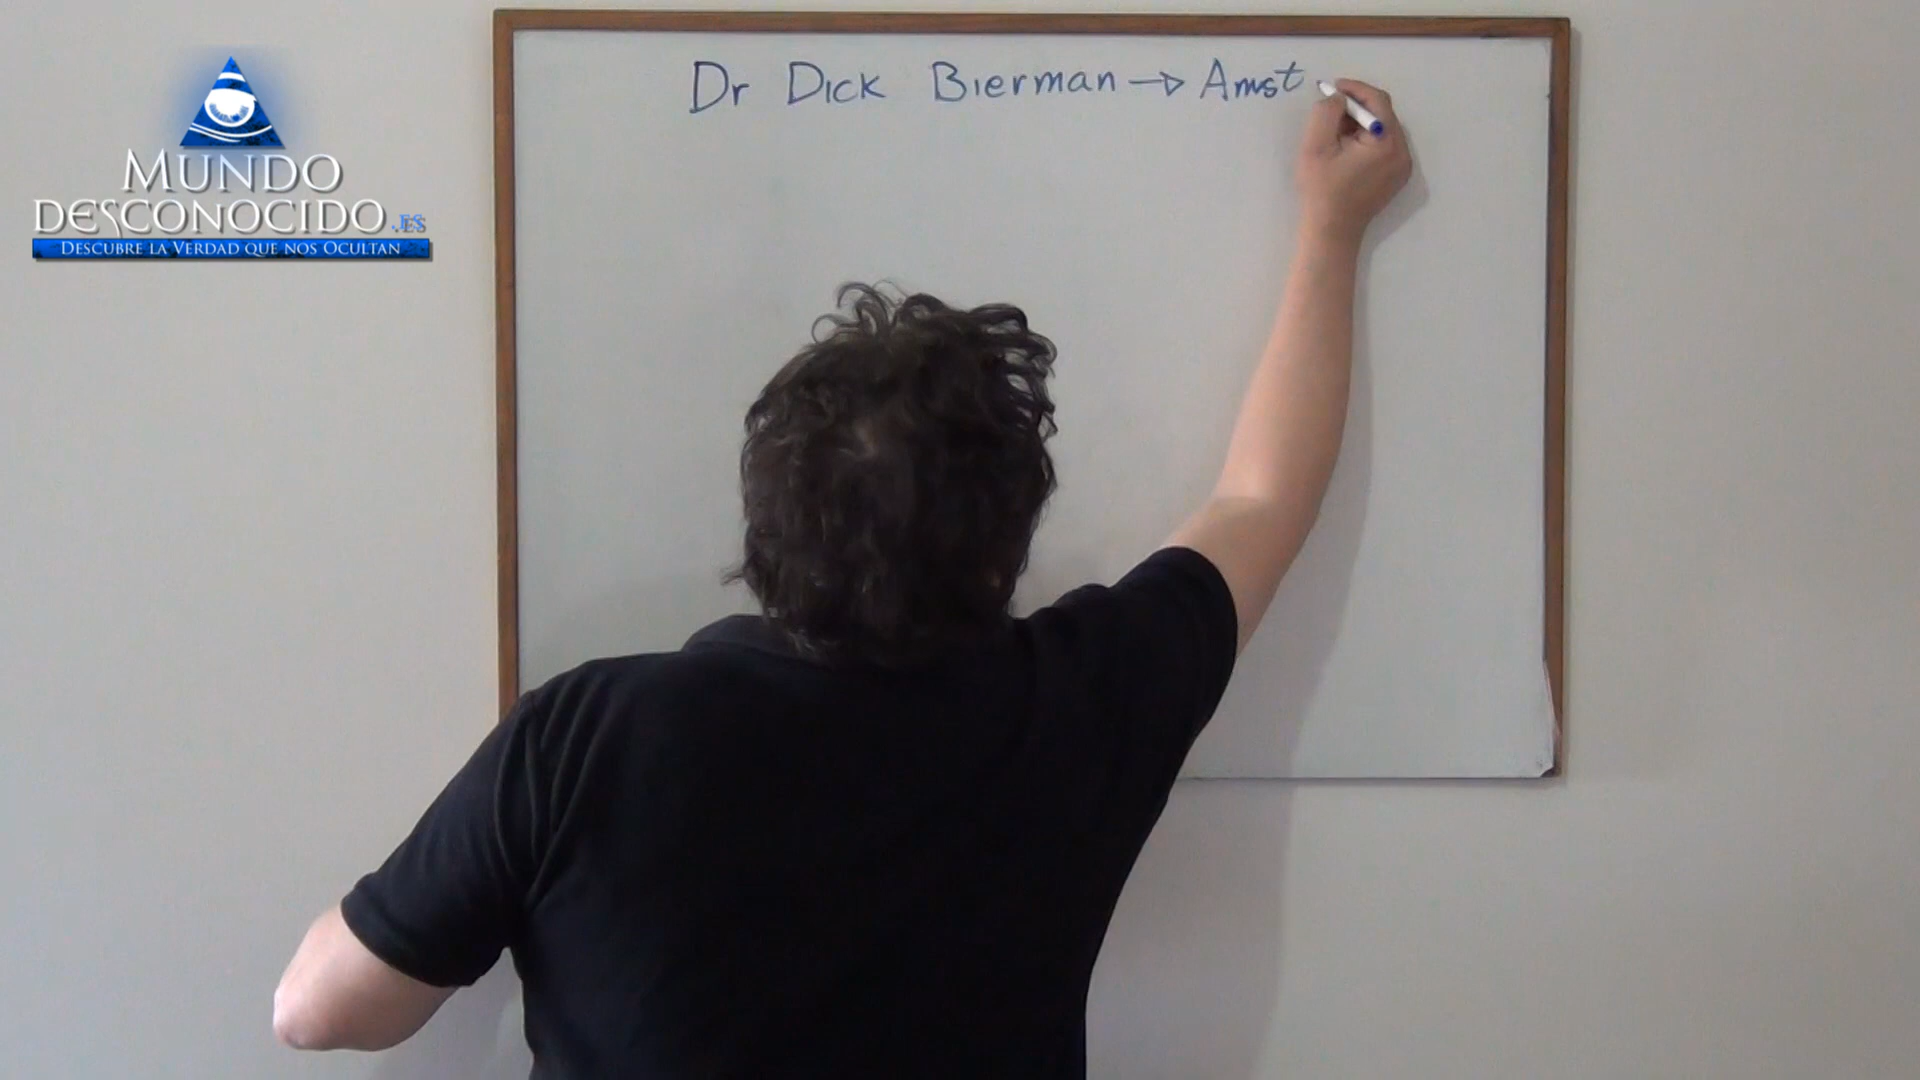 Dr Dick Bierman → Amst
MUNDO
DESCONOCIDO.ES
DESCUBRE LA VERDAD QUE NOS OCULTAN